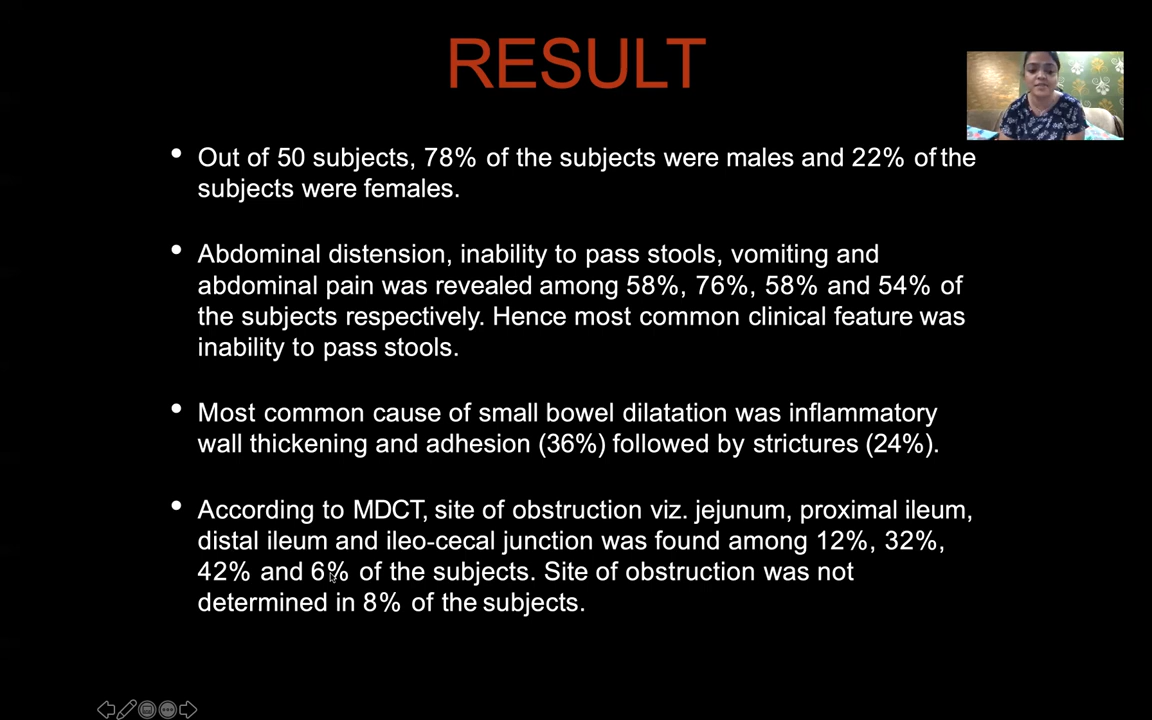 RESULT
• Out of 50 subjects, 78% of the subjects were males and 22% of the
subjects were females.
• Abdominal distension, inability to pass stools, vomiting and
abdominal pain was revealed among 58%, 76%, 58% and 54% of
the subjects respectively. Hence most common clinical feature was
inability to pass stools.
• Most common cause of small bowel dilatation was inflammatory
wall thickening and adhesion (36%) followed by strictures (24%).
• According to MDCT, site of obstruction viz. jejunum, proximal ileum,
distal ileum and ileo-cecal junction was found among 12%, 32%,
42% and 6% of the subjects. Site of obstruction was not
determined in 8% of the subjects.